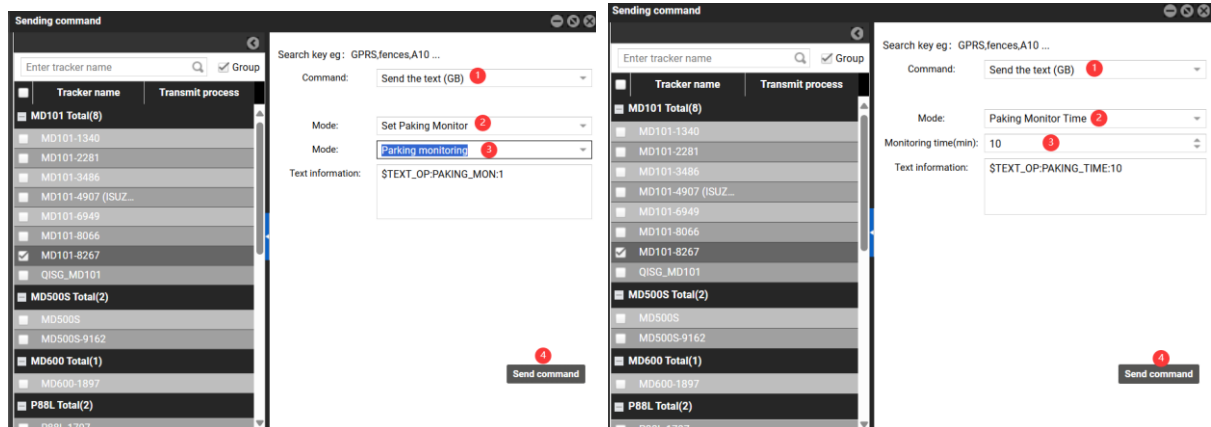 Sending command
Enter tracker name
Group
Tracker name Transmit process
MD101 Total(8)
MD101-1340
MD101-2281
MD101-3486
MD101-4907 (ISUZ...
MD101-6949
MD101-8066
MD101-8267
QISG_MD101
MD500S Total(2)
MD500S
MD500S-9162
MD600 Total(1)
MD600-1897
P88L Total(2)
Search key eg: GPRS,fences,A10 ...
Command: Send the text (GB) 1
Mode: Set Paking Monitor 2
Mode: Parking monitoring 3
Text information: $TEXT_OP:PAKING_MON:1
4
Send command
Sending command
Enter tracker name
Group
Tracker name Transmit process
MD101 Total(8)
MD101-1340
MD101-2281
MD101-3486
MD101-4907 (ISUZ...
MD101-6949
MD101-8066
MD101-8267
QISG_MD101
MD500S Total(2)
MD500S
MD500S-9162
MD600 Total(1)
MD600-1897
P88L Total(2)
Search key eg: GPRS,fences,A10 ...
Command: Send the text (GB) 1
Mode: Paking Monitor Time 2
Monitoring time(min): 10 3
Text information: $TEXT_OP:PAKING_TIME:10
4
Send command